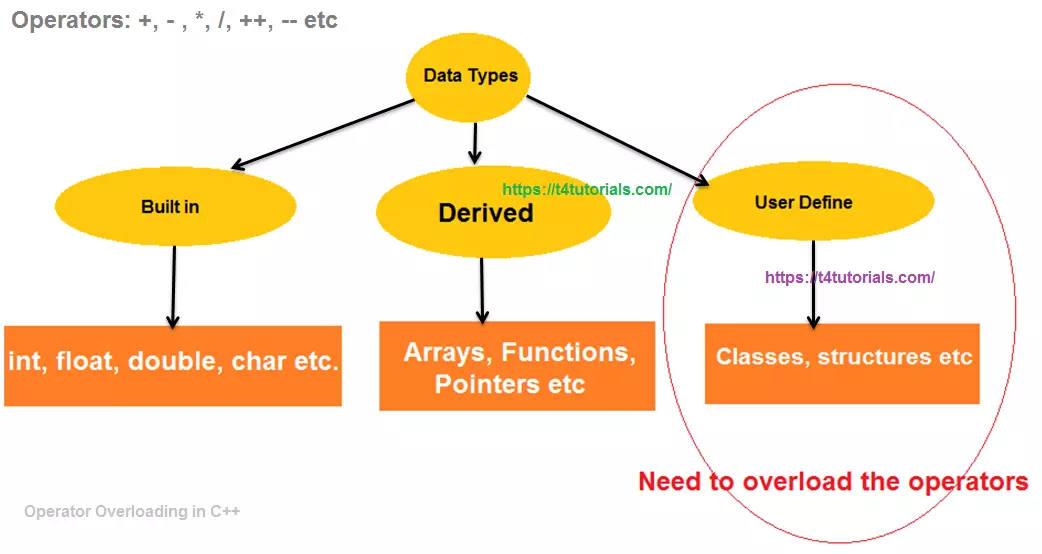 Operators: +, - , *, /, ++, -- etc
Data Types
Built in
https://t4tutorials.com/
Derived
User Define
https://t4tutorials.com/
int, float, double, char etc.
Arrays, Functions,
Pointers etc
Classes, structures etc
Need to overload the operators
Operator Overloading in C++